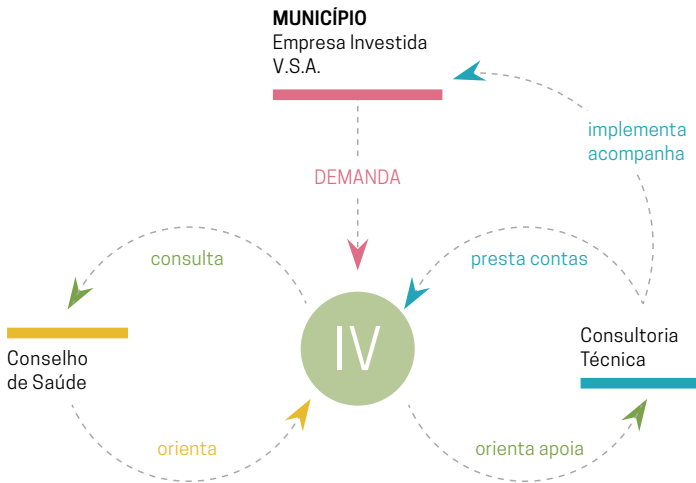 MUNICÍPIO
Empresa Investida
V.S.A.
implementa
acompanha
DEMANDA
consulta
presta contas
IV
Conselho
de Saúde
Consultoria
Técnica
orienta
orienta apoia